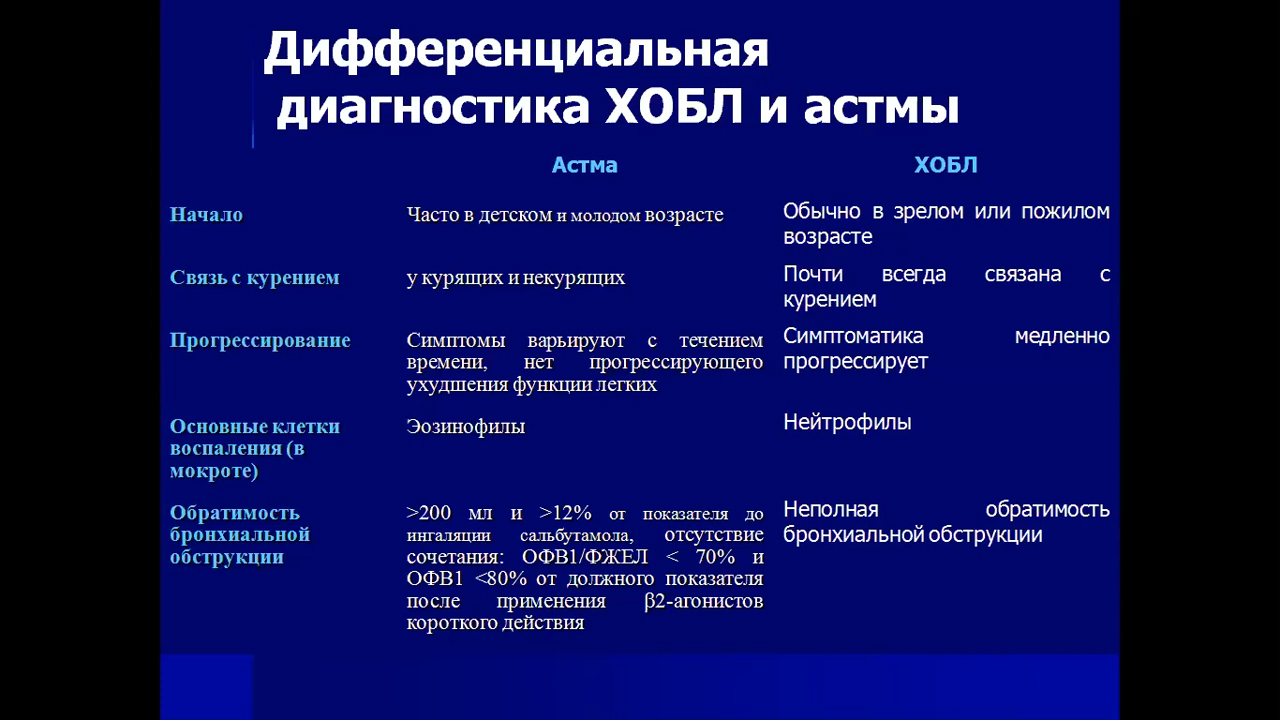 Дифференциальная
диагностика ХОБЛ и астмы
Астма
ХОБЛ
Начало
Часто в детском и молодом возрасте
Обычно в зрелом или пожилом
возрасте
Связь с курением
у курящих и некурящих
Почти всегда связана с
курением
Прогрессирование
Симптомы варьируют с течением
времени, нет прогрессирующего
ухудшения функции легких
Симптоматика медленно
прогрессирует
Основные клетки
воспаления (в
мокроте)
Эозинофилы
Нейтрофилы
Обратимость
бронхиальной
обструкции
>200 мл и >12% от показателя до
ингаляции сальбутамола, отсутствие
сочетания: ОФВ1/ФЖЕЛ < 70% и
ОФВ1 <80% от должного показателя
после применения β2-агонистов
короткого действия
Неполная обратимость
бронхиальной обструкции